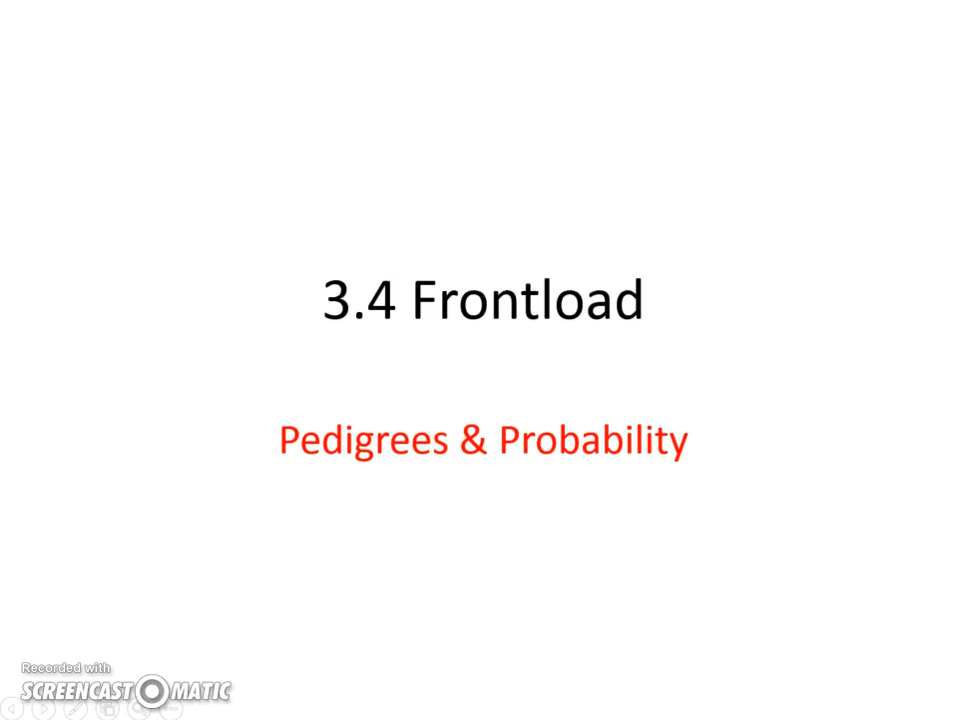 3.4 Frontload
Pedigrees & Probability
Recorded with
SCREENCAST O MATIC